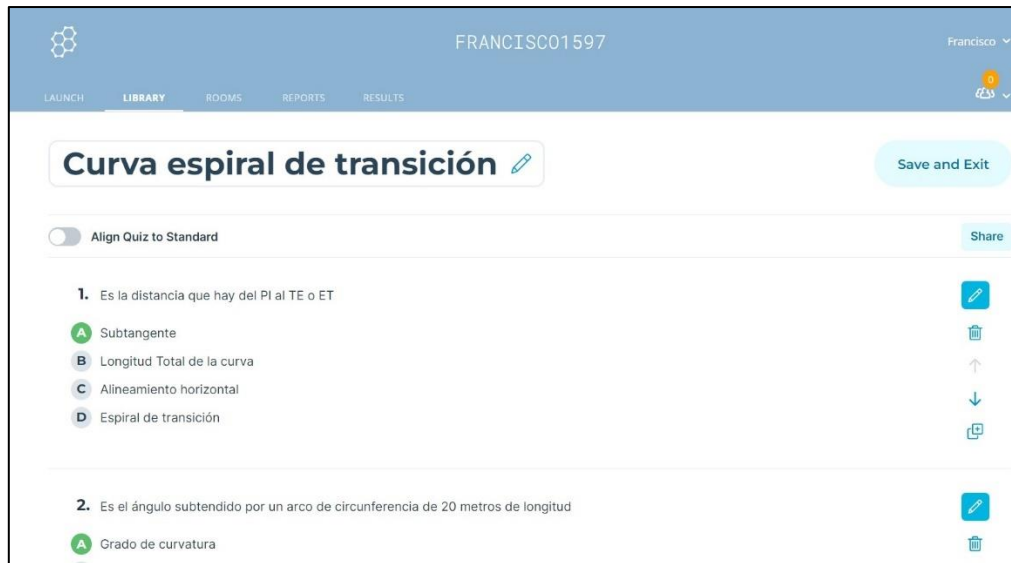 FRANCISCO1597
Francisco
0
LAUNCH LIBRARY ROOMS REPORTS RESULTS
Curva espiral de transición
Save and Exit
Align Quiz to Standard
Share
1. Es la distancia que hay del PI al TE o ET
A Subtangente
B Longitud Total de la curva
C Alineamiento horizontal
D Espiral de transición
2. Es el ángulo subtendido por un arco de circunferencia de 20 metros de longitud
A Grado de curvatura